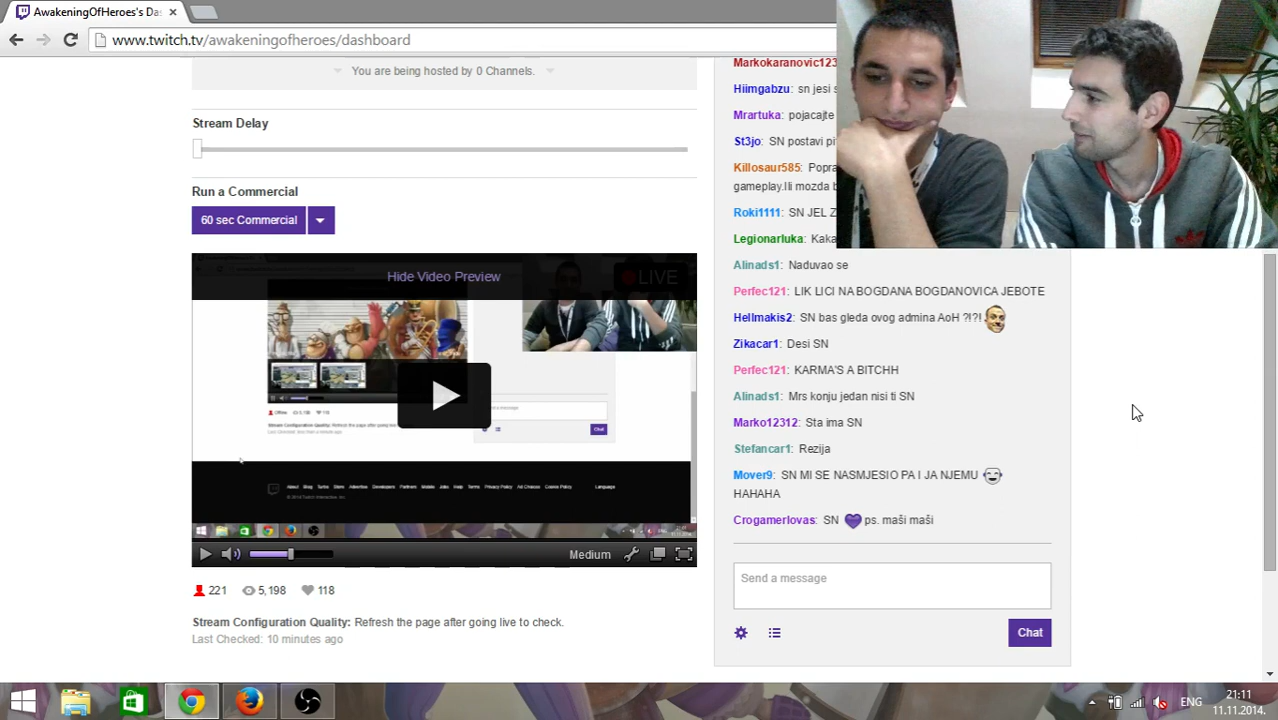 AwakeningOfHeroes's Das
www.twitch.tv/awakeningofheroes/dashboard
You are being hosted by 0 Channels.
Stream Delay
Run a Commercial
60 sec Commercial
Hide Video Preview
LIVE
Chat
Medium
221 5,198 118
Stream Configuration Quality: Refresh the page after going live to check.
Last Checked: 10 minutes ago
Markokaranovic123
Hiimgabzu: sn jesi s
Mrartuka: pojacajte
St3jo: SN postavi pi
Killosaur585: Popra
gameplay.Ili mozda b
Roki1111: SN JEL Z
Legionarluka: Kaka
Alinads1: Naduvao se
Perfec121: LIK LICI NA BOGDANA BOGDANOVICA JEBOTE
Hellmakis2: SN bas gleda ovog admina AoH ?!?!
Zikacar1: Desi SN
Perfec121: KARMA'S A BITCHH
Alinads1: Mrs konju jedan nisi ti SN
Marko12312: Sta ima SN
Stefancar1: Rezija
Mover9: SN MI SE NASMJESIO PA I JA NJEMU
HAHAHA
Crogamerlovas: SN ps. maši maši
Send a message
Chat
ENG
21:11
11.11.2014.